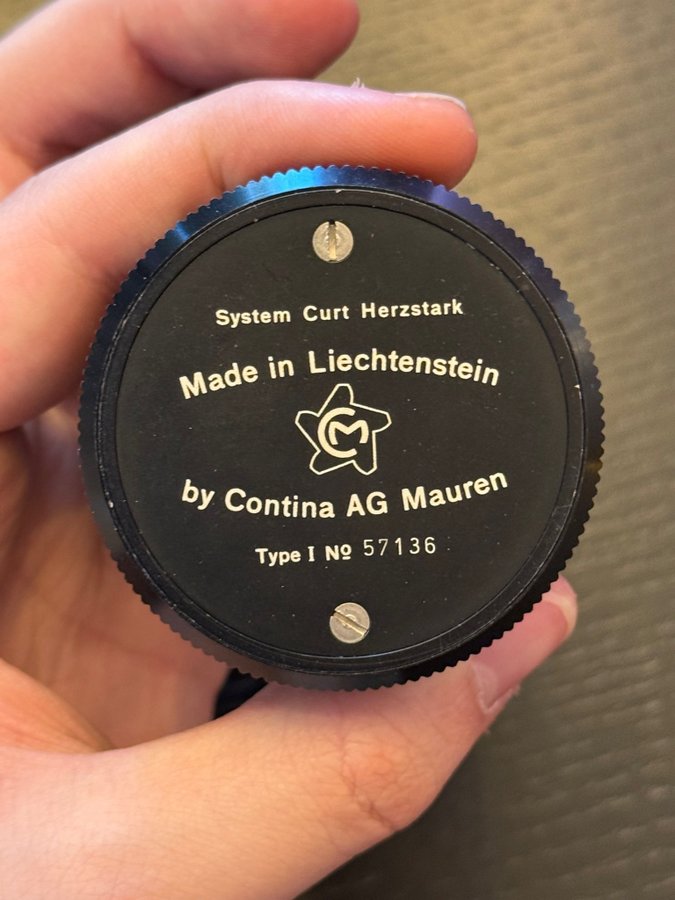 System Curt Herzstark
Made in Liechtenstein
CM
by Contina AG Mauren
Type I Nº 57136